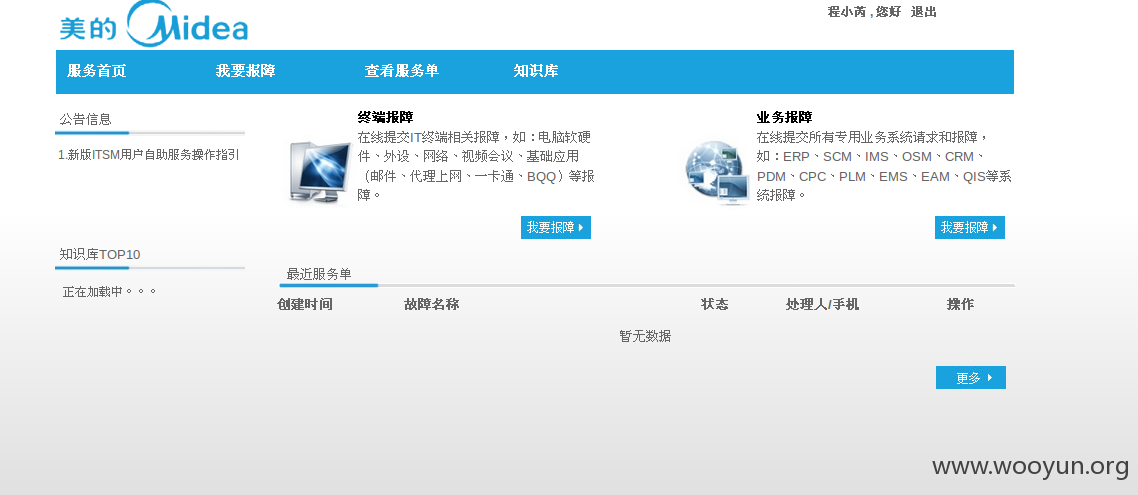 美的 Midea
程小芮 , 您好 退出
服务首页 我要报障 查看服务单 知识库
公告信息
1.新版ITSM用户自助服务操作指引
终端报障
在线提交IT终端相关报障，如：电脑软硬
件、外设、网络、视频会议、基础应用
（邮件、代理上网、一卡通、BQQ）等报
障。
我要报障
业务报障
在线提交所有专用业务系统请求和报障，
如：ERP、SCM、IMS、OSM、CRM、
PDM、CPC、PLM、EMS、EAM、QIS等系
统报障。
我要报障
知识库TOP10
正在加载中。。。
最近服务单
创建时间 故障名称 状态 处理人/手机 操作
暂无数据
更多
www.wooyun.org